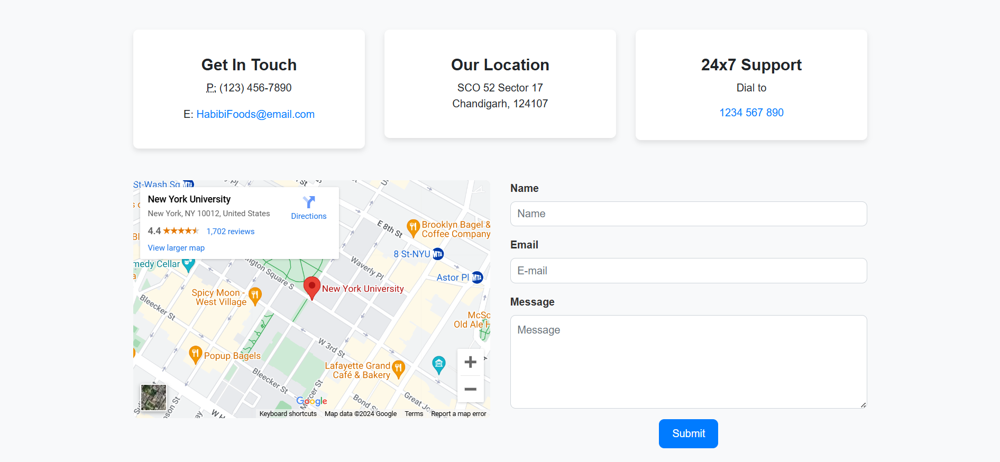 Get In Touch
P: (123) 456-7890
E: HabibiFoods@email.com
Our Location
SCO 52 Sector 17
Chandigarh, 124107
24x7 Support
Dial to
1234 567 890
St-Wash Sq MTA
New York University
New York, NY 10012, United States
4.4
1,702 reviews
View larger map
Directions
E 8th St
Brooklyn Bagel &
Coffee Company
8 St-NYU MTA
Waverly Pl
Astor Pl MTA
medy Cellar
ngton Square S
New York University
Spicy Moon -
West Village
Bleecker St
McSo
Old Ale H
W 3rd St
Popup Bagels
Lafayette Grand
Café & Bakery
Bleecker St
Mercer St
Bond St
Great Jo
W H
Google
Keyboard shortcuts
Map data ©2024 Google
Terms
Report a map error
Name
Name
Email
E-mail
Message
Message
Submit